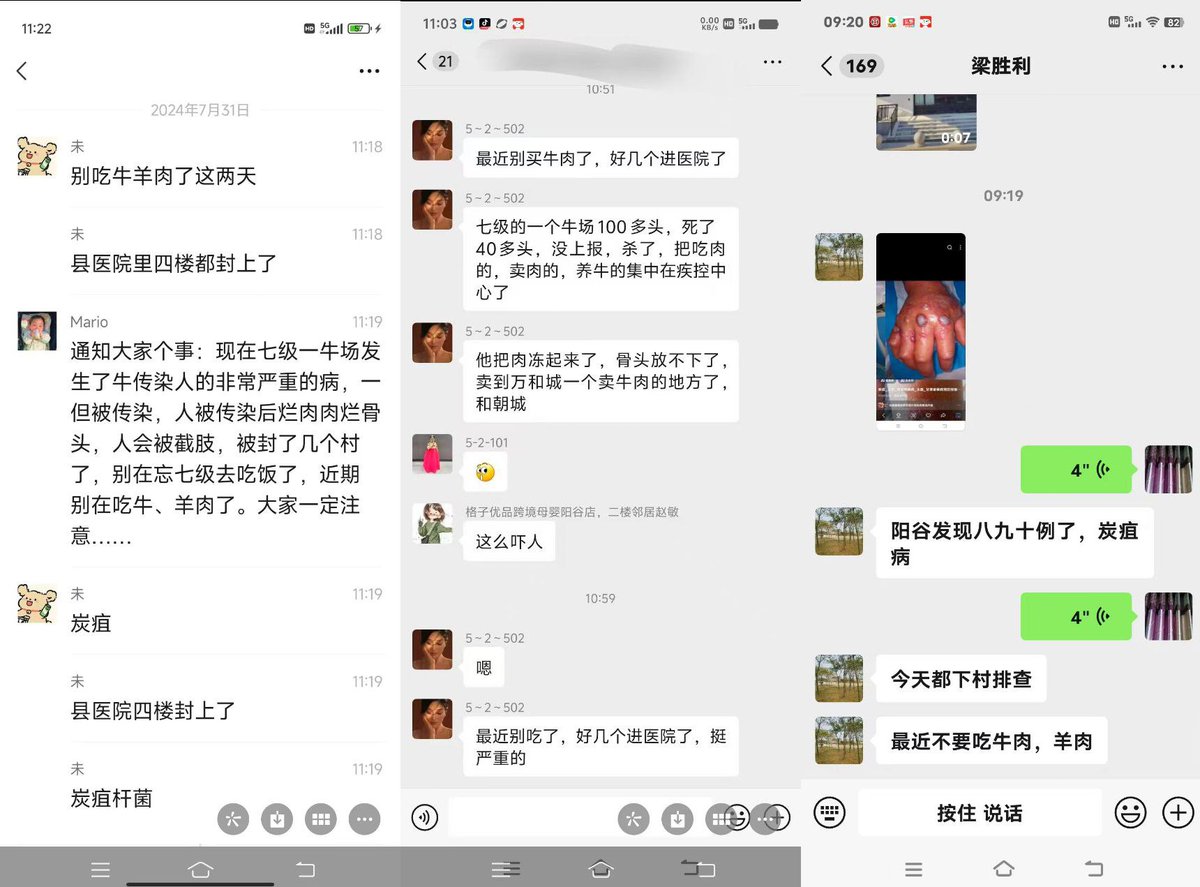 11:22
HD 5G 57
2024年7月31日
未 11:18
别吃牛羊肉了这两天
未 11:18
县医院里四楼都封上了
Mario 11:19
通知大家个事：现在七级一牛场发
生了牛传染人的非常严重的病，一
但被传染，人被传染后烂肉肉烂骨
头，人会被截肢，被封了几个村
了，别在忘七级去吃饭了，近期
别在吃牛、羊肉了。大家一定注
意……
未 11:19
炭疽
未 11:19
县医院四楼封上了
未 11:19
炭疽杆菌
11:03
0.00 KB/s HD 5G
21
10:51
5~2~502
最近别买牛肉了，好几个进医院了
5~2~502
七级的一个牛场100多头，死了
40多头，没上报，杀了，把吃肉
的，卖肉的，养牛的集中在疾控中
心了
5~2~502
他把肉冻起来了，骨头放不下了，
卖到万和城一个卖牛肉的地方了，
和朝城
5-2-101
格子优品跨境母婴阳谷店，二楼邻居赵敏
这么吓人
10:59
5~2~502
嗯
5~2~502
最近别吃了，好几个进医院了，挺
严重的
09:20
HD 5G 82
169 梁胜利
0:07
09:19
4"
阳谷发现八九十例了，炭疽
病
4"
今天都下村排查
最近不要吃牛肉，羊肉
按住 说话